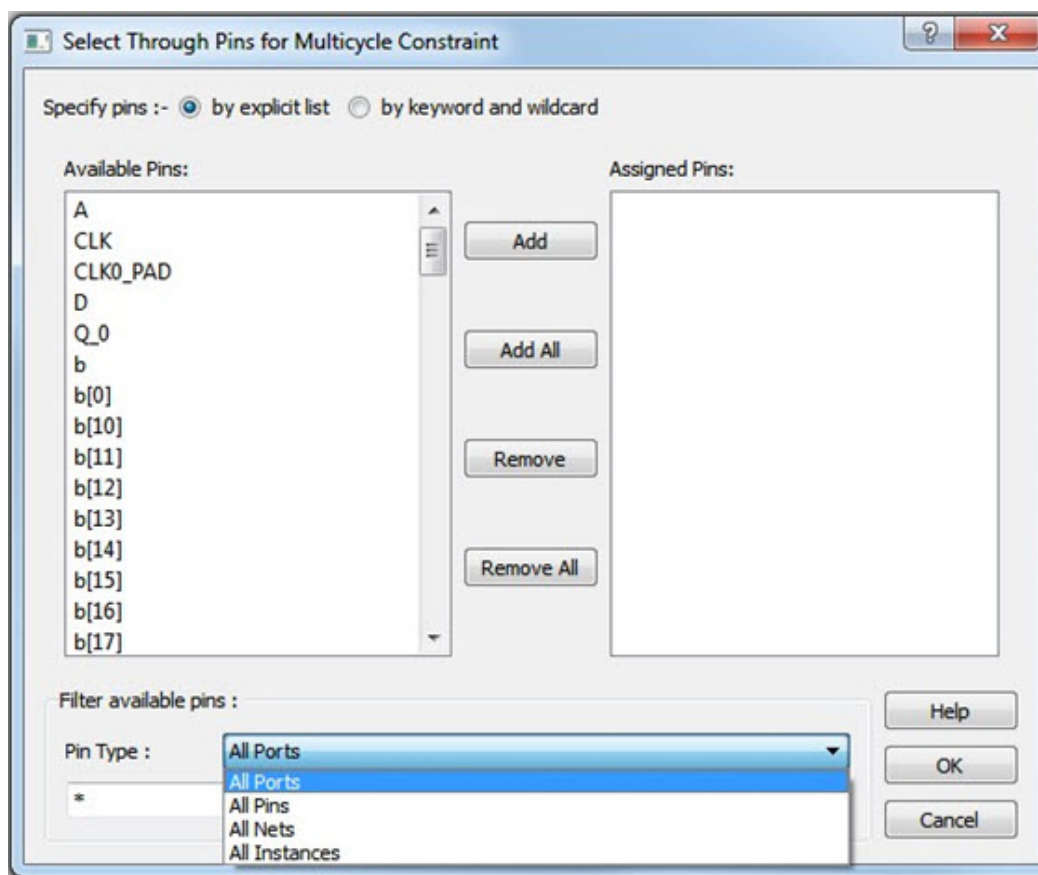 Select Through Pins for Multicycle Constraint
Specify pins :- by explicit list by keyword and wildcard
Available Pins:
Assigned Pins:
A
CLK
CLK0_PAD
D
Q_0
b
b[0]
b[10]
b[11]
b[12]
b[13]
b[14]
b[15]
b[16]
b[17]
Add
Add All
Remove
Remove All
Filter available pins :
Pin Type :
All Ports
All Ports
All Pins
All Nets
All Instances
*
Help
OK
Cancel